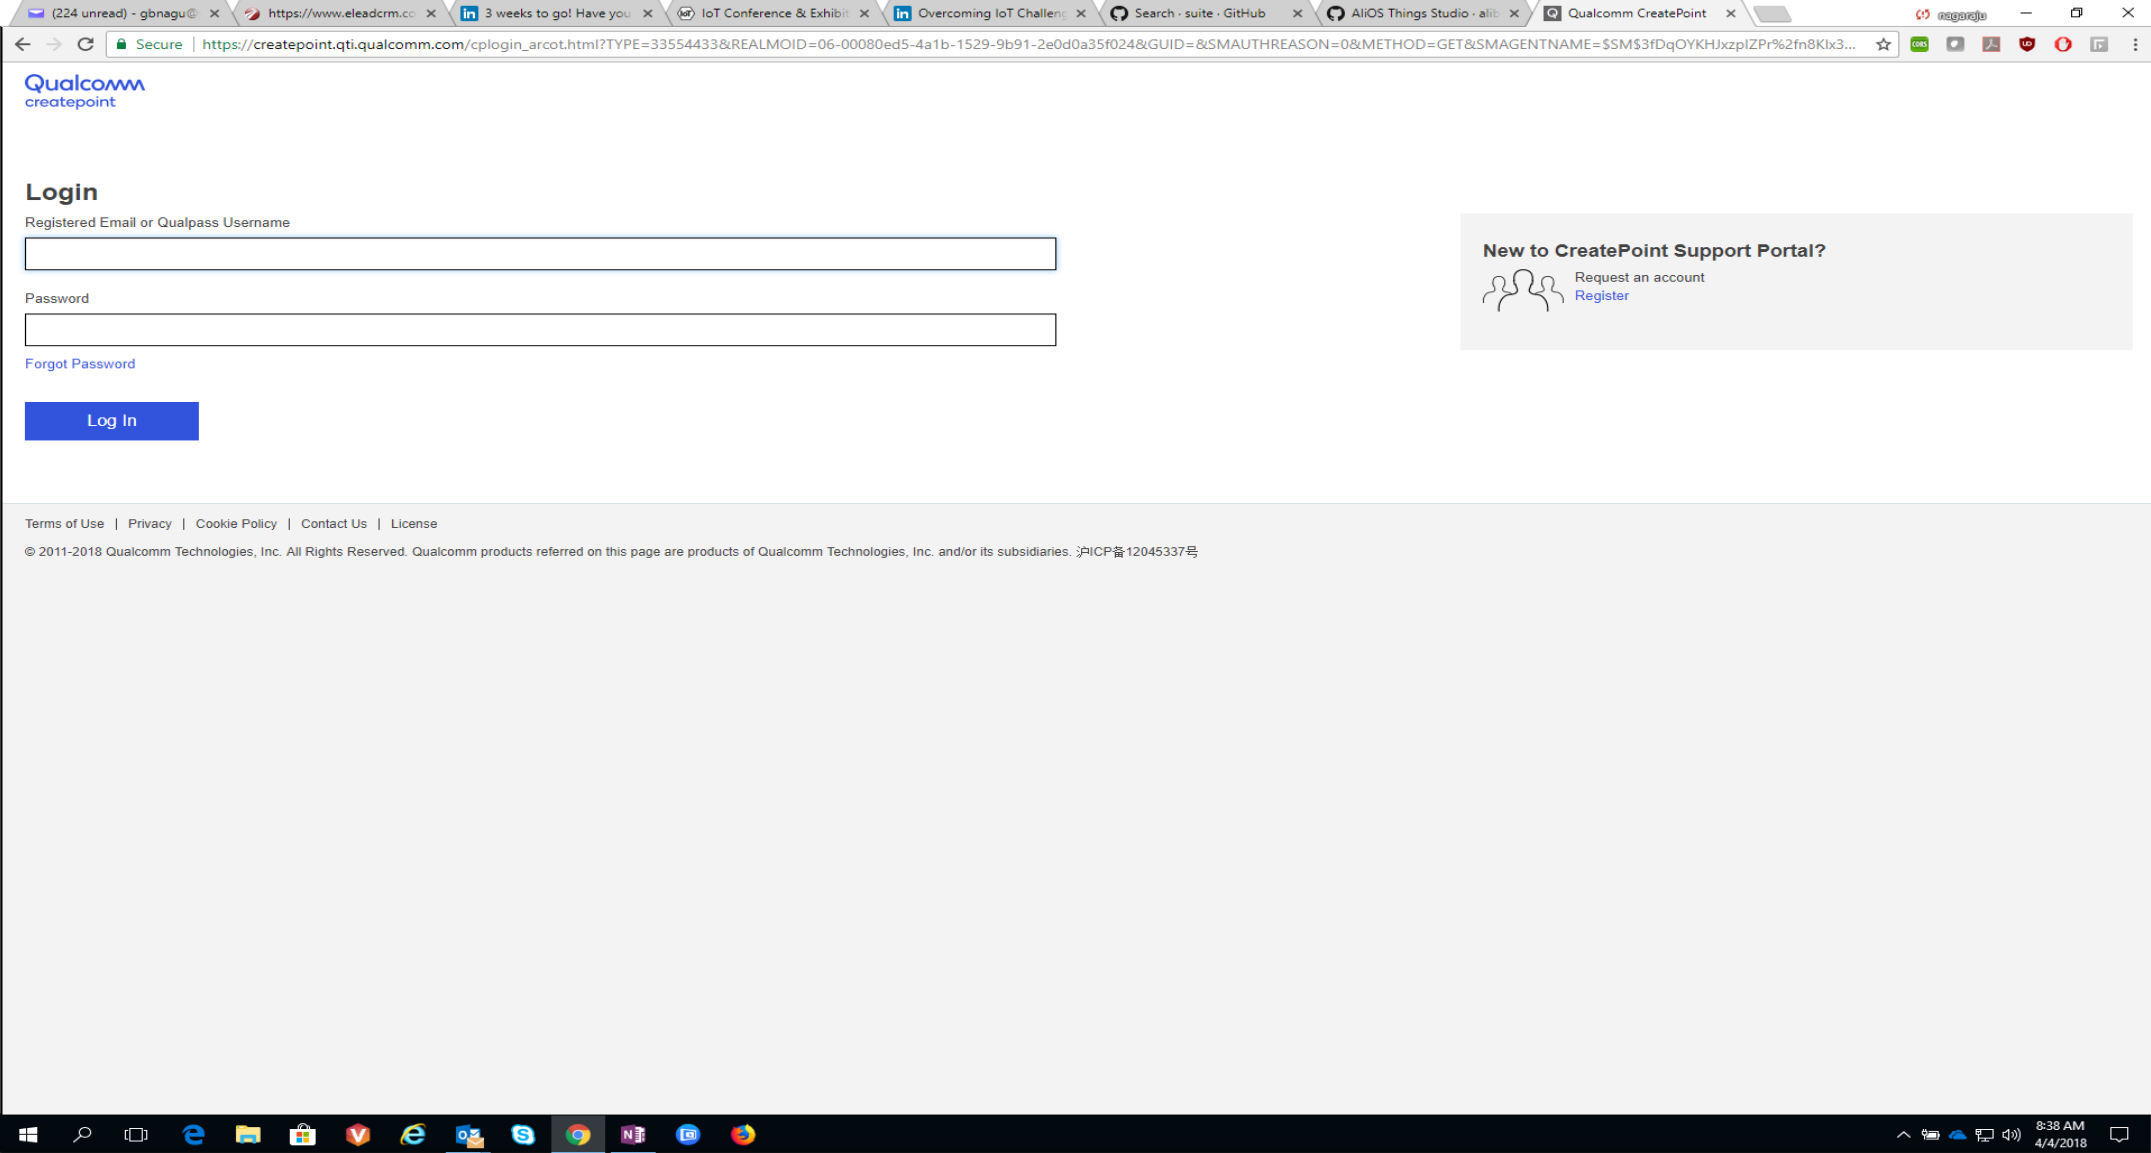 (224 unread) - gbnagu@
https://www.eleadcrm.co
in 3 weeks to go! Have you
IoT IoT Conference & Exhibit
in Overcoming IoT Challeng
Search · suite · GitHub
AliOS Things Studio · alib
Q Qualcomm CreatePoint
nagaraju
Secure
https://createpoint.qti.qualcomm.com/cplogin_arcot.html?TYPE=33554433&REALMOID=06-00080ed5-4a1b-1529-9b91-2e0d0a35f024&GUID=&SMAUTHREASON=0&METHOD=GET&SMAGENTNAME=$SM$3fDqOYKHJxzpIZPr%2fn8KIx3...
CORS
Qualcomm
createpoint
Login
Registered Email or Qualpass Username
Password
Forgot Password
Log In
New to CreatePoint Support Portal?
Request an account
Register
Terms of Use | Privacy | Cookie Policy | Contact Us | License
© 2011-2018 Qualcomm Technologies, Inc. All Rights Reserved. Qualcomm products referred on this page are products of Qualcomm Technologies, Inc. and/or its subsidiaries. 沪ICP备12045337号
8:38 AM
4/4/2018